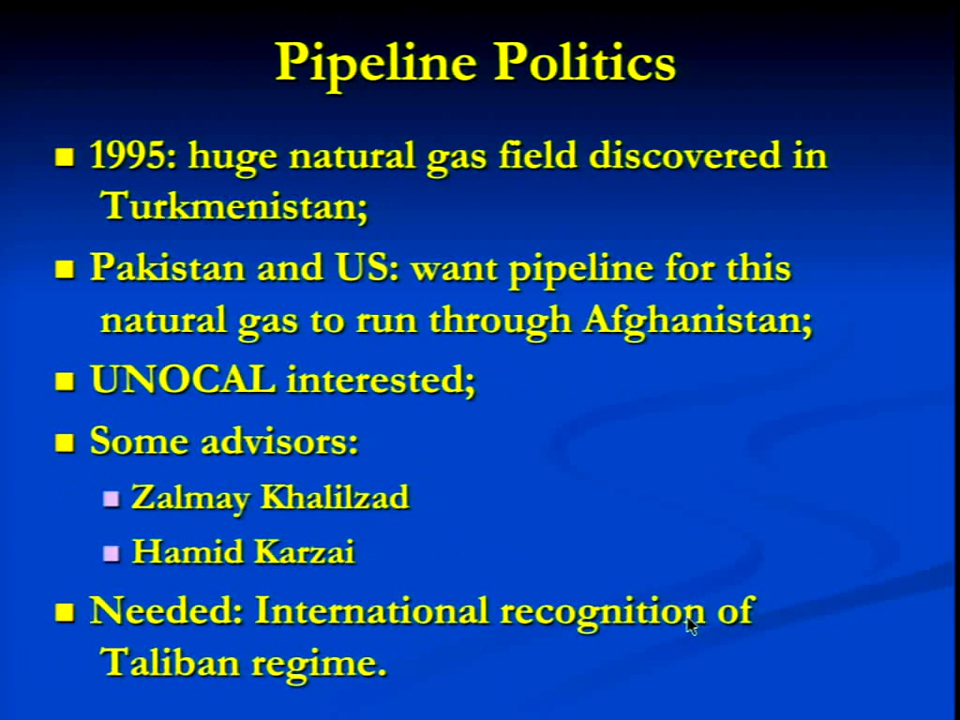 Pipeline Politics
1995: huge natural gas field discovered in
Turkmenistan;
Pakistan and US: want pipeline for this
natural gas to run through Afghanistan;
UNOCAL interested;
Some advisors:
Zalmay Khalilzad
Hamid Karzai
Needed: International recognition of
Taliban regime.